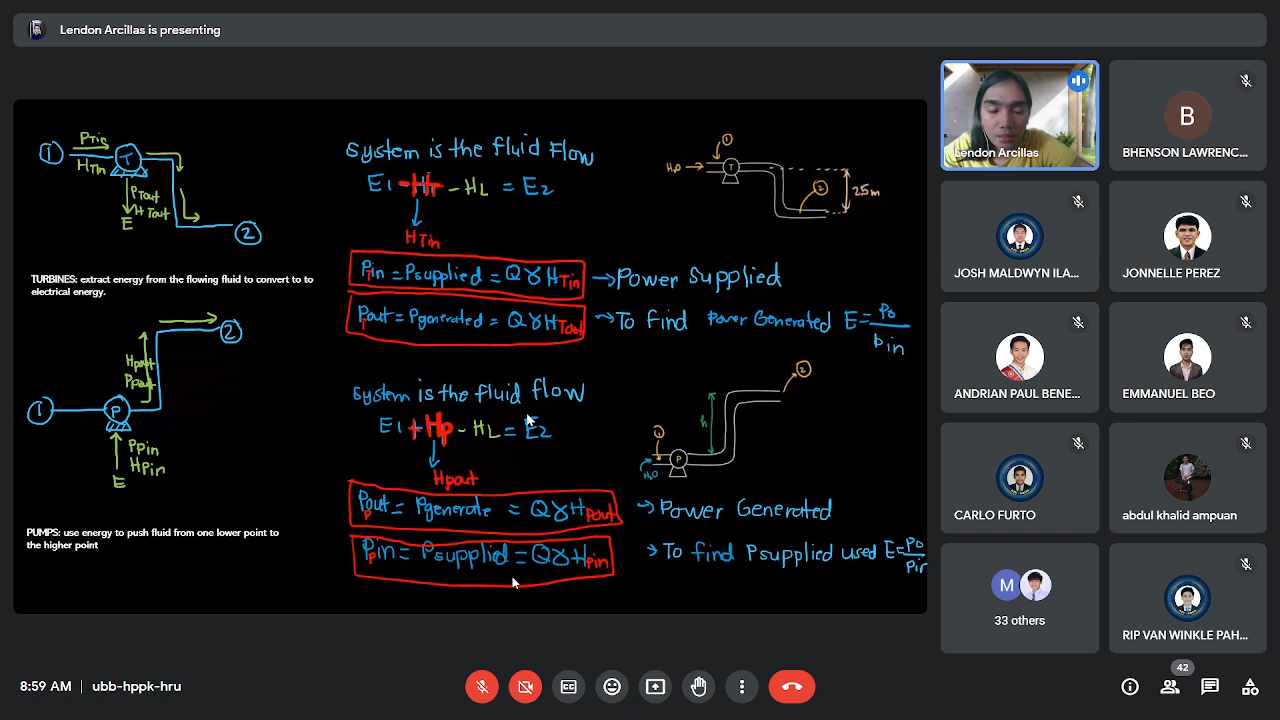 Lendon Arcillas is presenting
1
PTin
HTin
T
PTout
HTout
E
2
TURBINES: extract energy from the flowing fluid to convert to to
electrical energy.
2
Hpout
Ppout
1
P
Ppin
Hpin
E
PUMPS: use energy to push fluid from one lower point to
the higher point
system is the fluid Flow
E1 - HT - HL = E2
HTin
PTin = Psupplied = QγHTin → Power Supplied
PTout = Pgenerated = QγHTout → To find power Generated E = Po/Pin
system is the fluid flow
E1 + Hp - HL = E2
Hpout
Ppout = Pgenerate = QγHPout → Power Generated
Ppin = Psupplied = QγHpin → To find Psupplied used E = Po/Pin
1
H2O
T
2
25m
2
h
1
P
H2O
Lendon Arcillas
B
BHENSON LAWRENC...
JOSH MALDWYN ILA...
JONNELLE PEREZ
ANDRIAN PAUL BENE...
EMMANUEL BEO
CARLO FURTO
abdul khalid ampuan
M
33 others
RIP VAN WINKLE PAH...
8:59 AM | ubb-hppk-hru
42